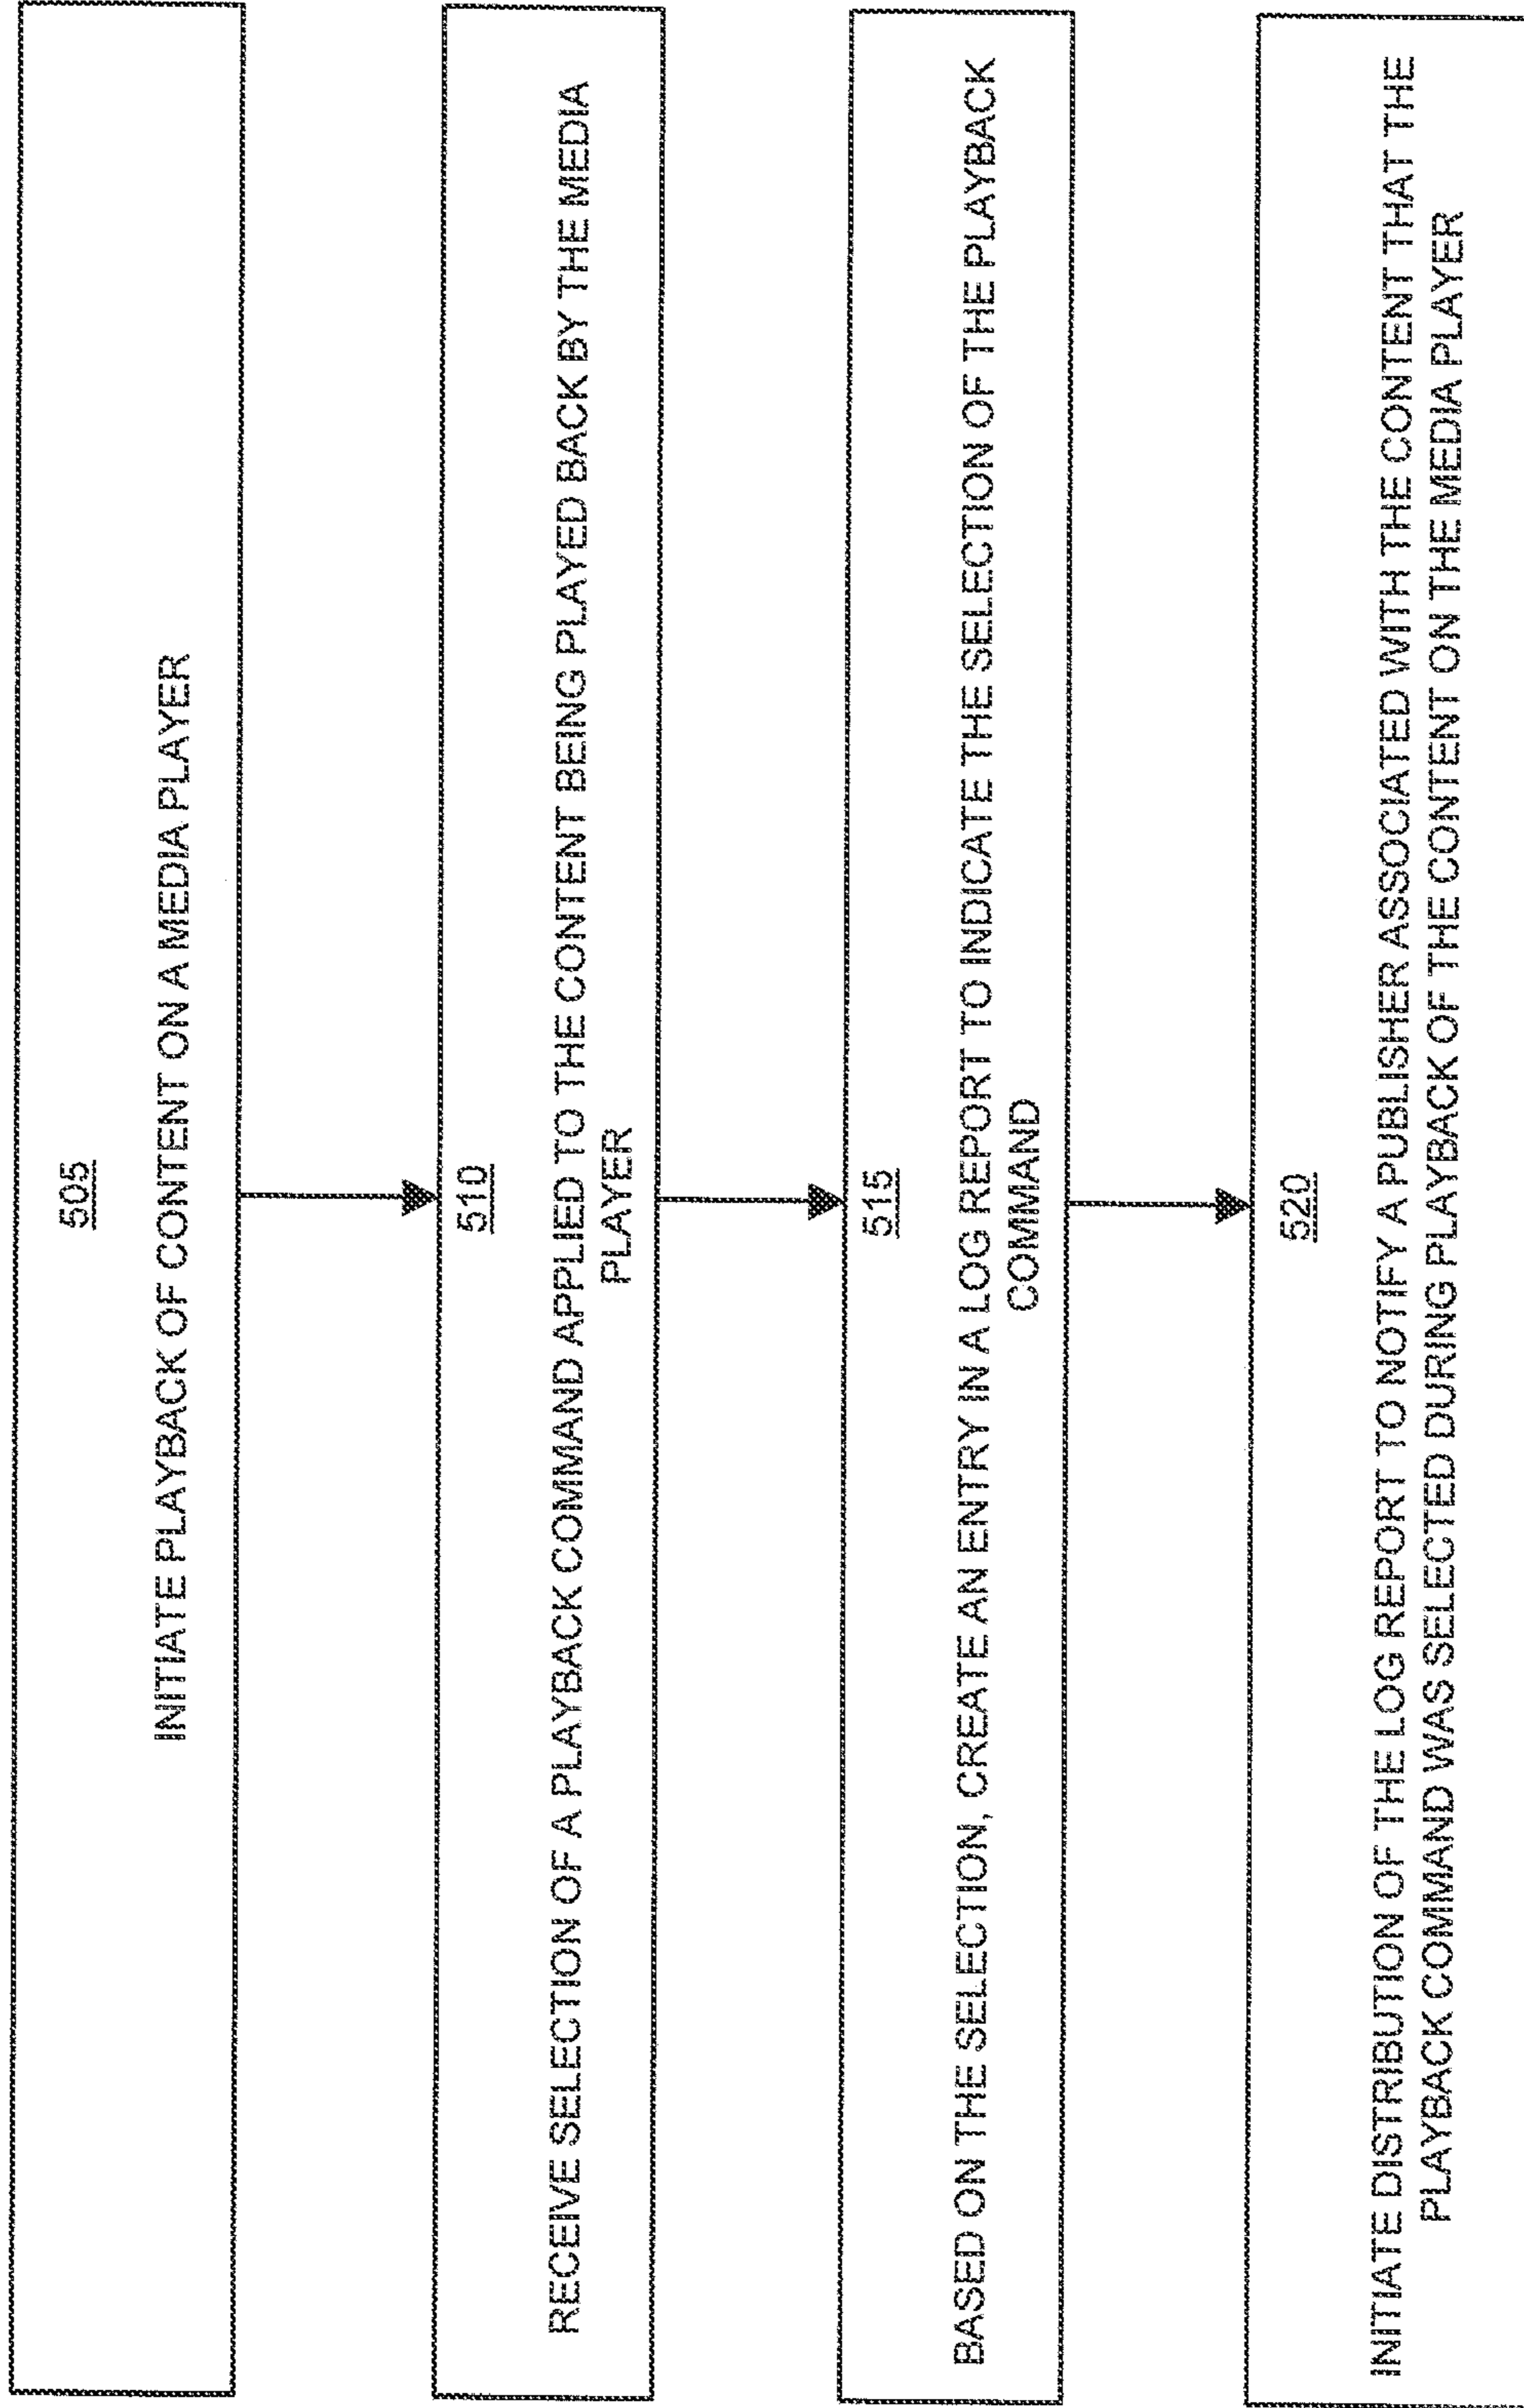 505
INITIATE PLAYBACK OF CONTENT ON A MEDIA PLAYER
510
RECEIVE SELECTION OF A PLAYBACK COMMAND APPLIED TO THE CONTENT BEING PLAYED BACK BY THE MEDIA
PLAYER
515
BASED ON THE SELECTION, CREATE AN ENTRY IN A LOG REPORT TO INDICATE THE SELECTION OF THE PLAYBACK
COMMAND
520
INITIATE DISTRIBUTION OF THE LOG REPORT TO NOTIFY A PUBLISHER ASSOCIATED WITH THE CONTENT THAT THE
PLAYBACK COMMAND WAS SELECTED DURING PLAYBACK OF THE CONTENT ON THE MEDIA PLAYER